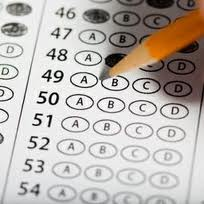 46 B C D
47 A B
D 48 A C D
49 A B C D
50 A B C D
51 A B C D
52 A B C D
53 A B C D
54 A B C D